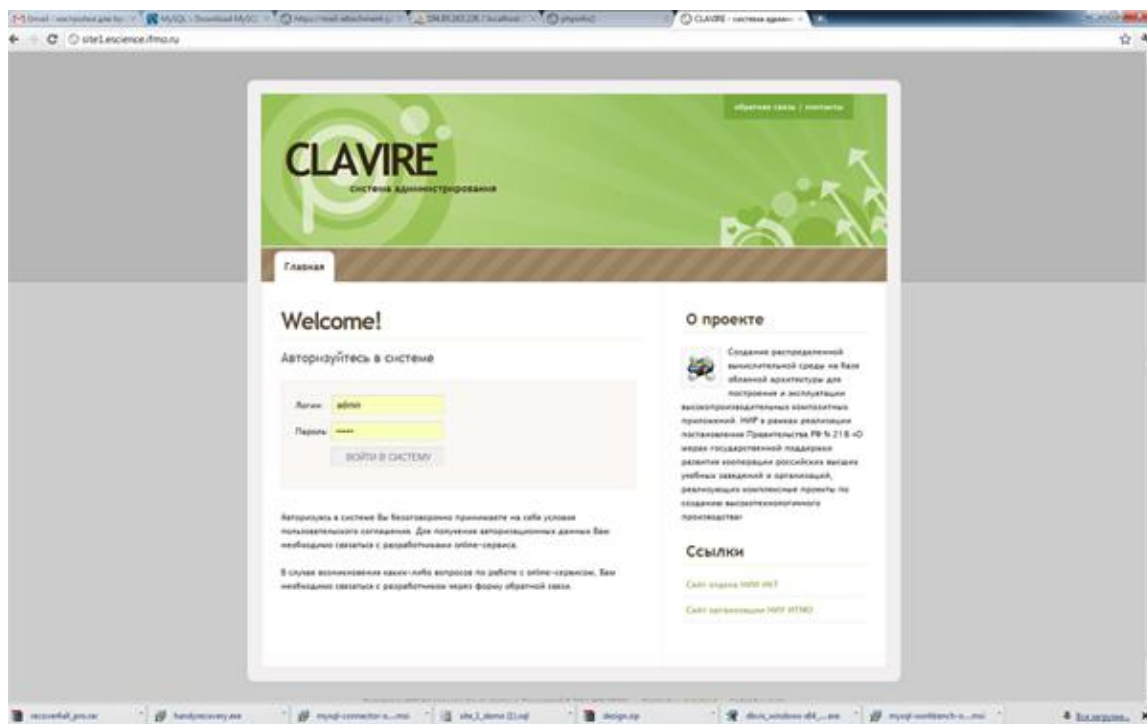 CLAVIRE - система админ
site1.escience.ifmo.ru
обратная связь / контакты
CLAVIRE
система администрирования
Главная
Welcome!
Авторизуйтесь в системе
Логин:
admin
Пароль:
ВОЙТИ В СИСТЕМУ
Авторизуясь в системе Вы безоговорочно принимаете на себя условия
пользовательского соглашения. Для получения авторизационных данных Вам
необходимо связаться с разработчиками online-сервиса.
В случае возникновения каких-либо вопросов по работе с online-сервисом, Вам
необходимо связаться с разработчиком через форму обратной связи.
О проекте
Создание распределенной
вычислительной среды на базе
облачной архитектуры для
построения и эксплуатации
высокопроизводительных композитных
приложений. НИР в рамках реализации
постановления Правительства РФ № 218 «О
мерах государственной поддержки
развития кооперации российских высших
учебных заведений и организаций,
реализующих комплексные проекты по
созданию высокотехнологичного
производства»
Ссылки
Сайт отдела НИИ НКТ
Сайт организации НИУ ИТМО
handyrecovery.exe
design.zip